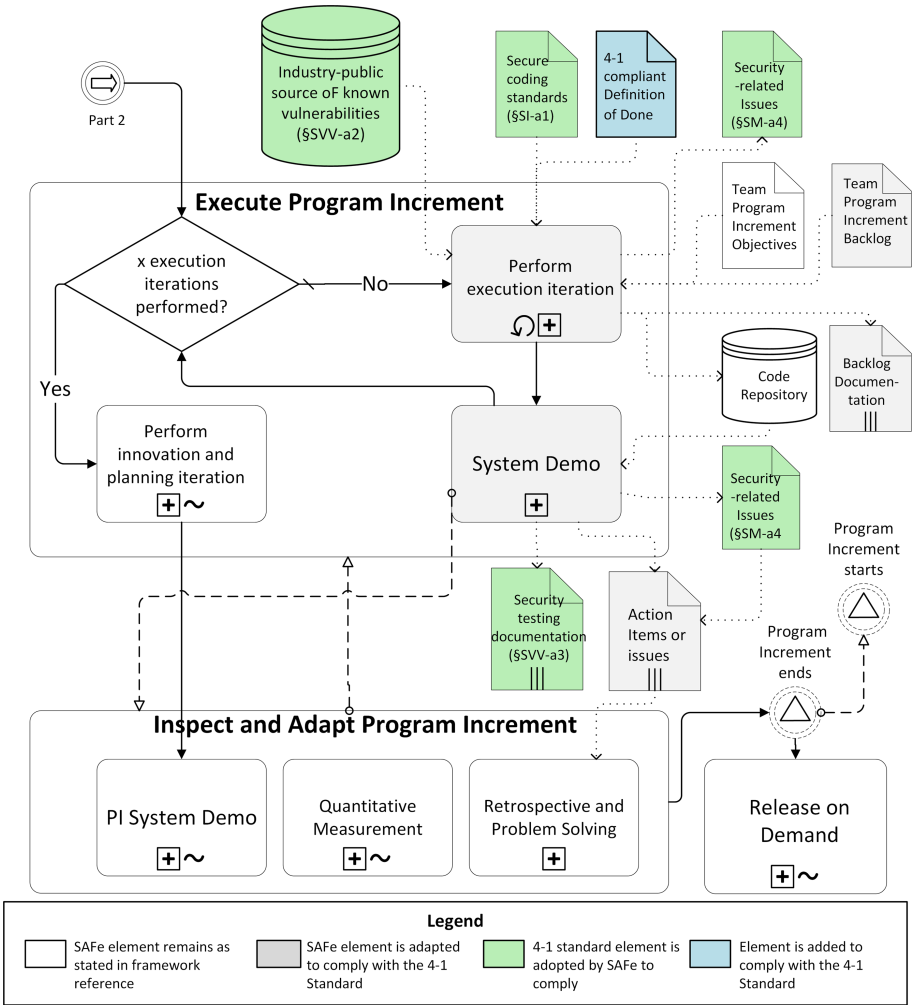 Industry-public
source oF known
vulnerabilities
(§SVV-a2)
Secure
coding
standards
(§SI-a1)
4-1
compliant
Definition
of Done
Security
-related
Issues
(§SM-a4)
Part 2
Execute Program Increment
Team
Program
Increment
Objectives
Team
Program
Increment
Backlog
x execution
iterations
performed?
No
Perform
execution iteration
Yes
Code
Repository
Backlog
Documen-
tation
Perform
innovation and
planning iteration
System Demo
Security
-related
Issues
(§SM-a4
Program
Increment
starts
Security
testing
documentation
(§SVV-a3)
Action
Items or
issues
Program
Increment
ends
Inspect and Adapt Program Increment
PI System Demo
Quantitative
Measurement
Retrospective and
Problem Solving
Release on
Demand
Legend
SAFe element remains as
stated in framework
reference
SAFe element is adapted
to comply with the 4-1
Standard
4-1 standard element is
adopted by SAFe to
comply
Element is added to
comply with the 4-1
Standard